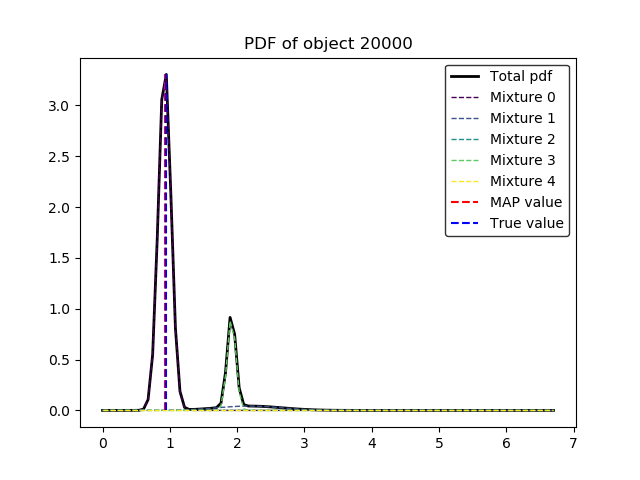 PDF of object 20000
Total pdf
Mixture 0
Mixture 1
Mixture 2
Mixture 3
Mixture 4
MAP value
True value
3.0
2.5
2.0
1.5
1.0
0.5
0.0
0 1 2 3 4 5 6 7